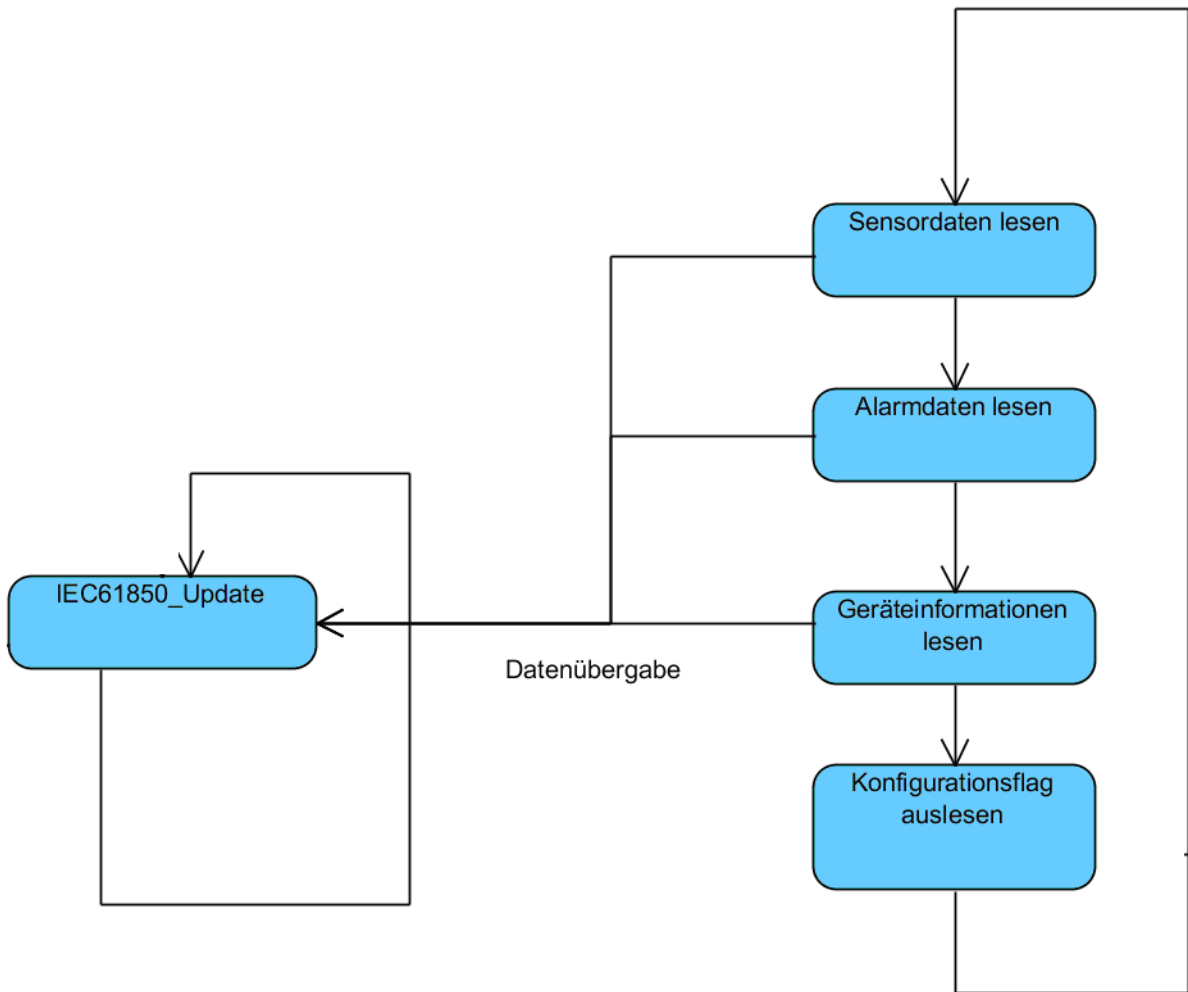 Sensordaten lesen
Alarmdaten lesen
IEC61850_Update
Geräteinformationen
lesen
Datenübergabe
Konfigurationsflag
auslesen